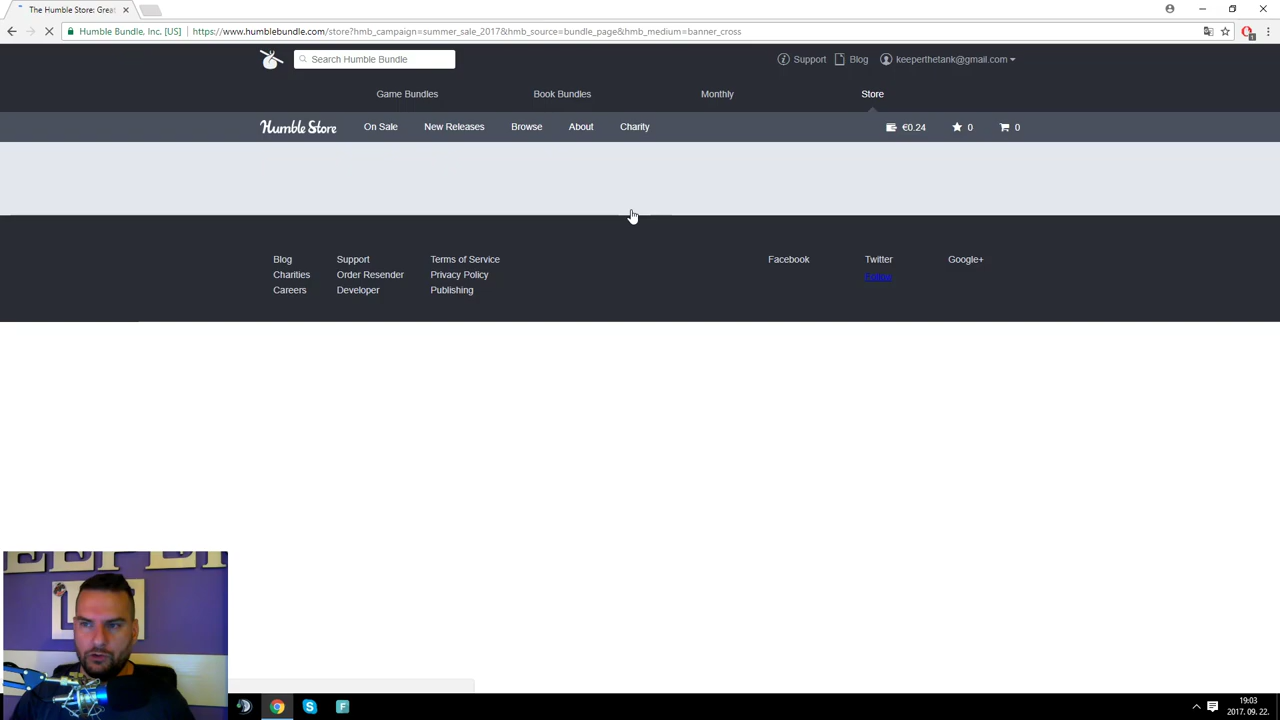 The Humble Store: Great
Humble Bundle, Inc. [US]
https://www.humblebundle.com/store?hmb_campaign=summer_sale_2017&hmb_source=bundle_page&hmb_medium=banner_cross
1
Search Humble Bundle
Support
Blog
keeperthetank@gmail.com
Game Bundles
Book Bundles
Monthly
Store
Humble Store
On Sale
New Releases
Browse
About
Charity
€0.24
0
0
Blog
Support
Terms of Service
Facebook
Twitter
Google+
Charities
Order Resender
Privacy Policy
Follow
Careers
Developer
Publishing
19:03
2017. 09. 22.